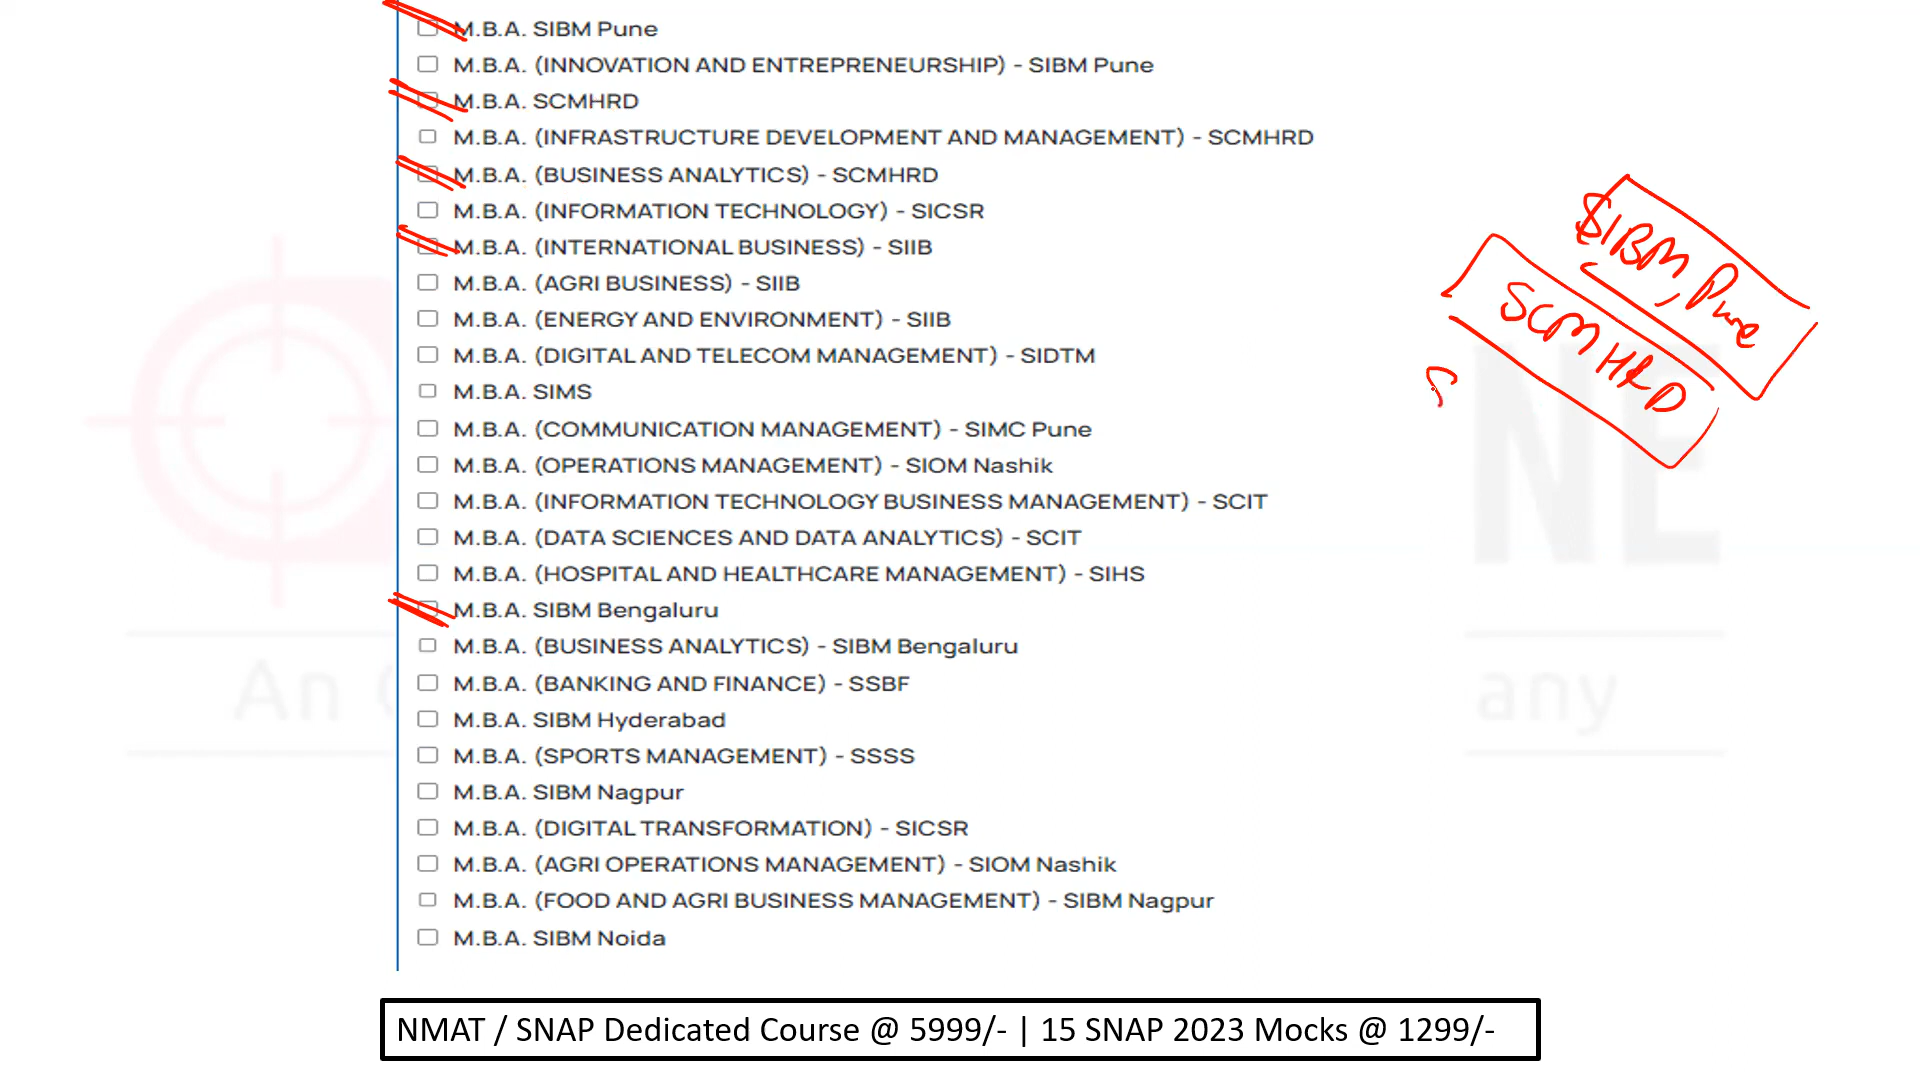 M.B.A. SIBM Pune
M.B.A. (INNOVATION AND ENTREPRENEURSHIP) - SIBM Pune
M.B.A. SCMHRD
M.B.A. (INFRASTRUCTURE DEVELOPMENT AND MANAGEMENT) - SCMHRD
M.B.A. (BUSINESS ANALYTICS) - SCMHRD
M.B.A. (INFORMATION TECHNOLOGY) - SICSR
M.B.A. (INTERNATIONAL BUSINESS) - SIIB
M.B.A. (AGRI BUSINESS) - SIIB
M.B.A. (ENERGY AND ENVIRONMENT) - SIIB
M.B.A. (DIGITAL AND TELECOM MANAGEMENT) - SIDTM
M.B.A. SIMS
M.B.A. (COMMUNICATION MANAGEMENT) - SIMC Pune
M.B.A. (OPERATIONS MANAGEMENT) - SIOM Nashik
M.B.A. (INFORMATION TECHNOLOGY BUSINESS MANAGEMENT) - SCIT
M.B.A. (DATA SCIENCES AND DATA ANALYTICS) - SCIT
M.B.A. (HOSPITAL AND HEALTHCARE MANAGEMENT) - SIHS
M.B.A. SIBM Bengaluru
M.B.A. (BUSINESS ANALYTICS) - SIBM Bengaluru
M.B.A. (BANKING AND FINANCE) - SSBF
M.B.A. SIBM Hyderabad
M.B.A. (SPORTS MANAGEMENT) - SSSS
M.B.A. SIBM Nagpur
M.B.A. (DIGITAL TRANSFORMATION) - SICSR
M.B.A. (AGRI OPERATIONS MANAGEMENT) - SIOM Nashik
M.B.A. (FOOD AND AGRI BUSINESS MANAGEMENT) - SIBM Nagpur
M.B.A. SIBM Noida
SIBM, Pune
SCMHRD
NE
An
any
NMAT / SNAP Dedicated Course @ 5999/- | 15 SNAP 2023 Mocks @ 1299/-